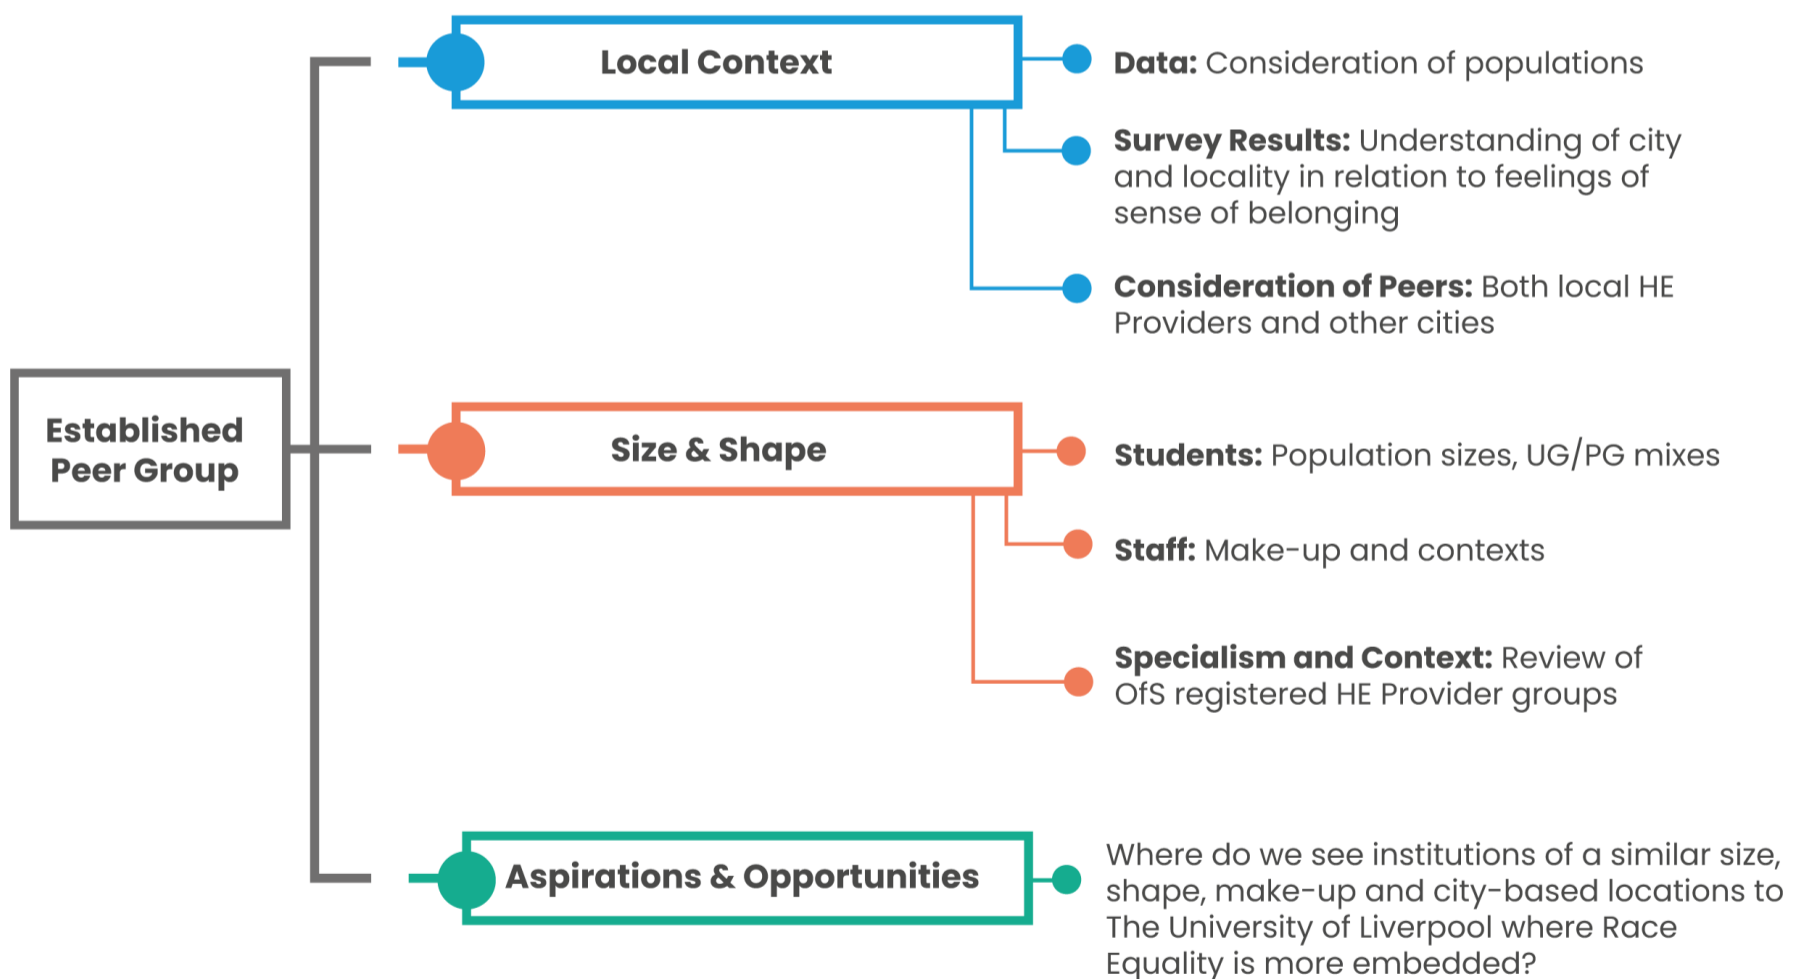 Local Context
Data: Consideration of populations
Survey Results: Understanding of city
and locality in relation to feelings of
sense of belonging
Consideration of Peers: Both local HE
Providers and other cities
Established
Peer Group
Size & Shape
Students: Population sizes, UG/PG mixes
Staff: Make-up and contexts
Specialism and Context: Review of
OfS registered HE Provider groups
Aspirations & Opportunities
Where do we see institutions of a similar size,
shape, make-up and city-based locations to
The University of Liverpool where Race
Equality is more embedded?